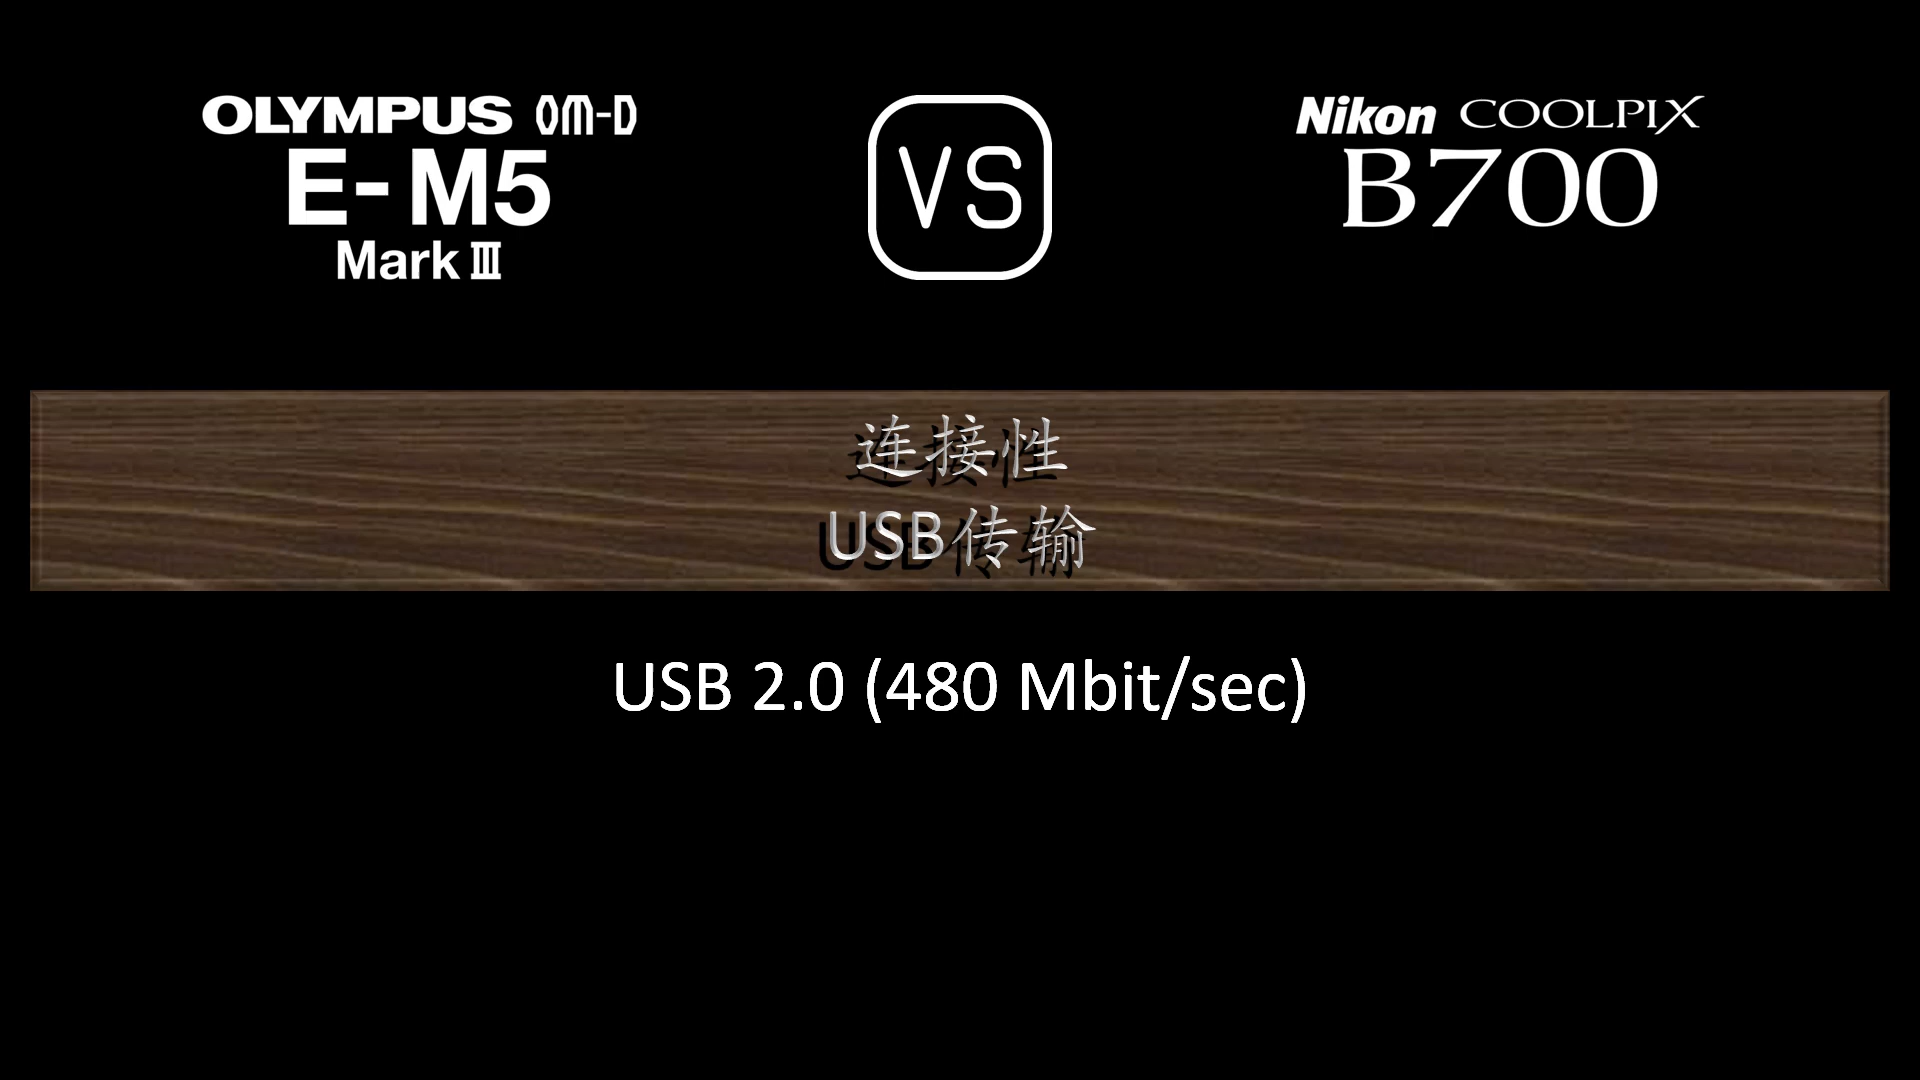 OLYMPUS OM-D
E-M5
Mark III
VS
Nikon COOLPIX
B700
连接性
USB传输
USB 2.0 (480 Mbit/sec)